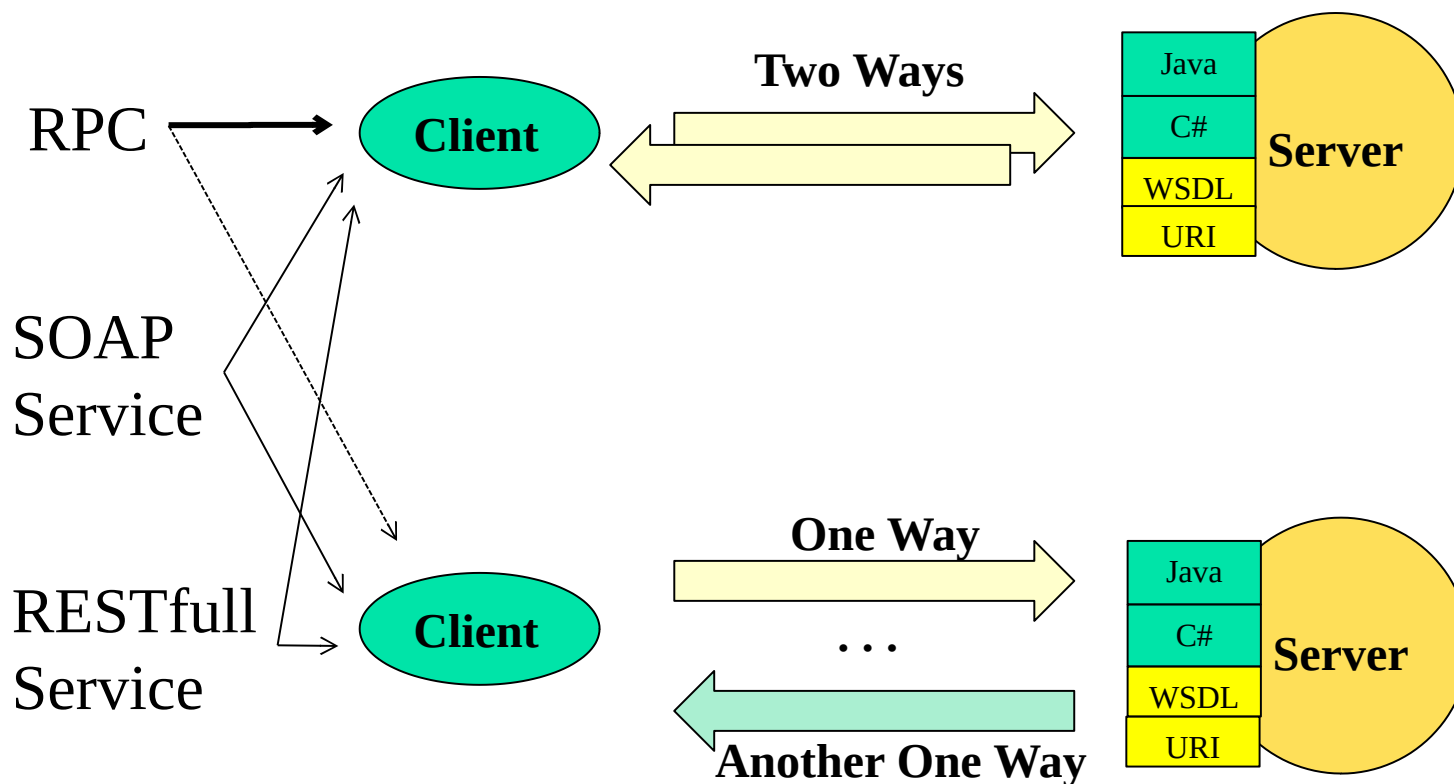 RPC
Client
Two Ways
Java
C#
WSDL
URI
Server
SOAP
Service
RESTfull
Service
Client
One Way
. . .
Another One Way
Java
C#
WSDL
URI
Server